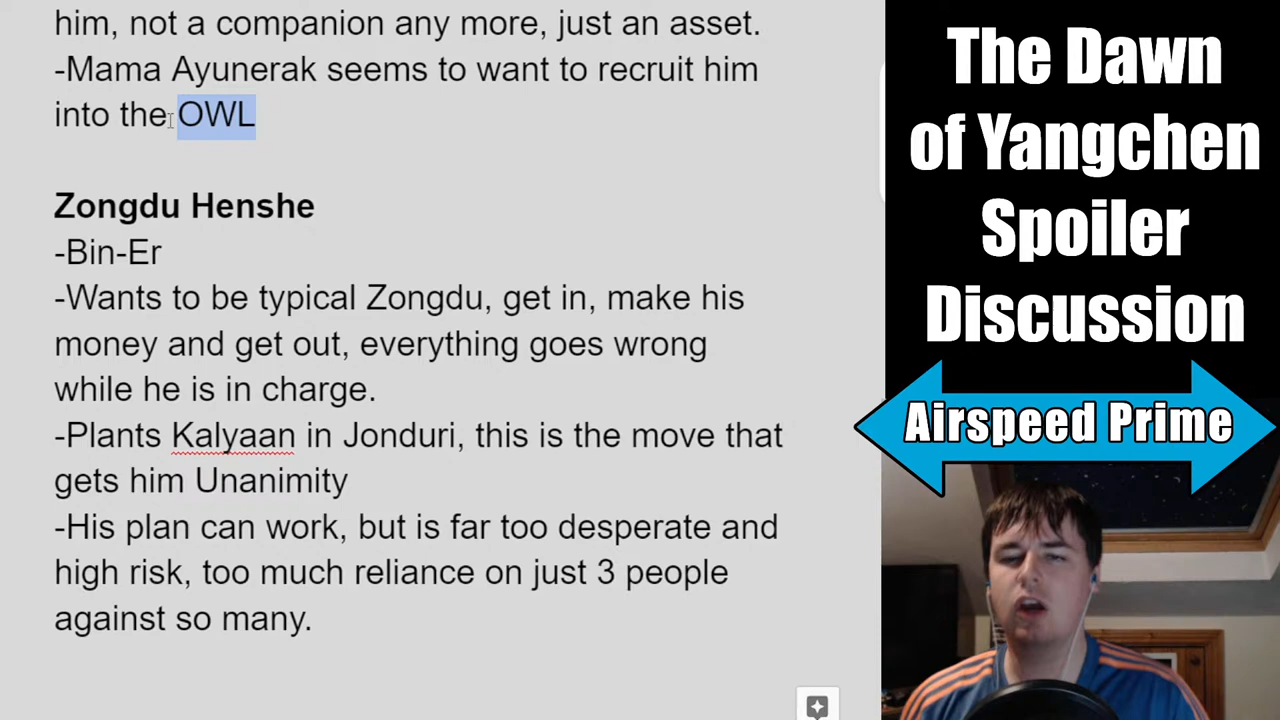 him, not a companion any more, just an asset.
-Mama Ayunerak seems to want to recruit him
into the OWL
Zongdu Henshe
-Bin-Er
-Wants to be typical Zongdu, get in, make his
money and get out, everything goes wrong
while he is in charge.
-Plants Kalyaan in Jonduri, this is the move that
gets him Unanimity
-His plan can work, but is far too desperate and
high risk, too much reliance on just 3 people
against so many.
The Dawn
of Yangchen
Spoiler
Discussion
Airspeed Prime